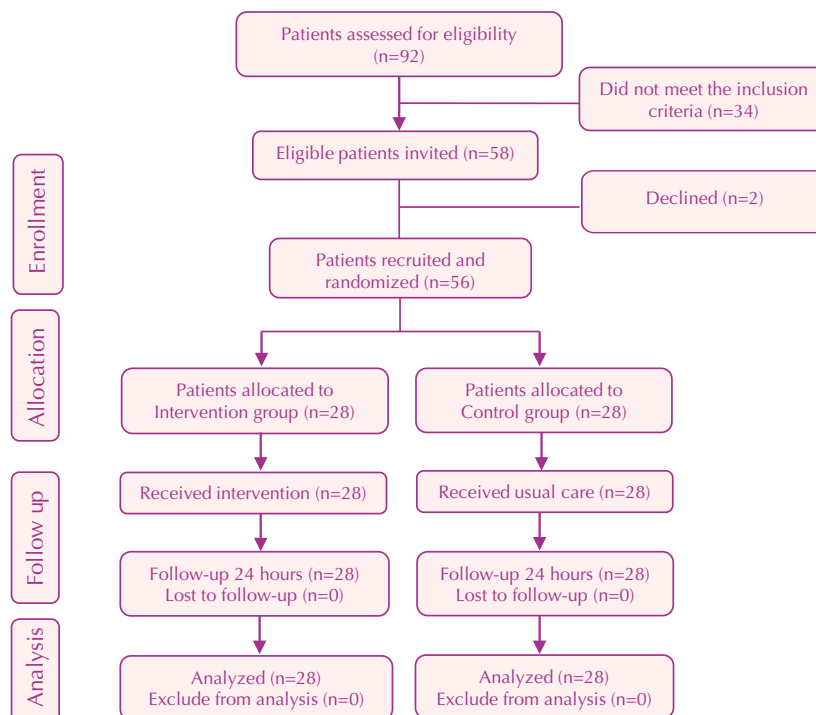 Patients assessed for eligibility
(n=92)
Did not meet the inclusion
criteria (n=34)
Eligible patients invited (n=58)
Declined (n=2)
Enrollment
Patients recruited and
randomized (n=56)
Allocation
Patients allocated to
Intervention group (n=28)
Patients allocated to
Control group (n=28)
Follow up
Received intervention (n=28)
Received usual care (n=28)
Follow-up 24 hours (n=28)
Lost to follow-up (n=0)
Follow-up 24 hours (n=28)
Lost to follow-up (n=0)
Analysis
Analyzed (n=28)
Exclude from analysis (n=0)
Analyzed (n=28)
Exclude from analysis (n=0)